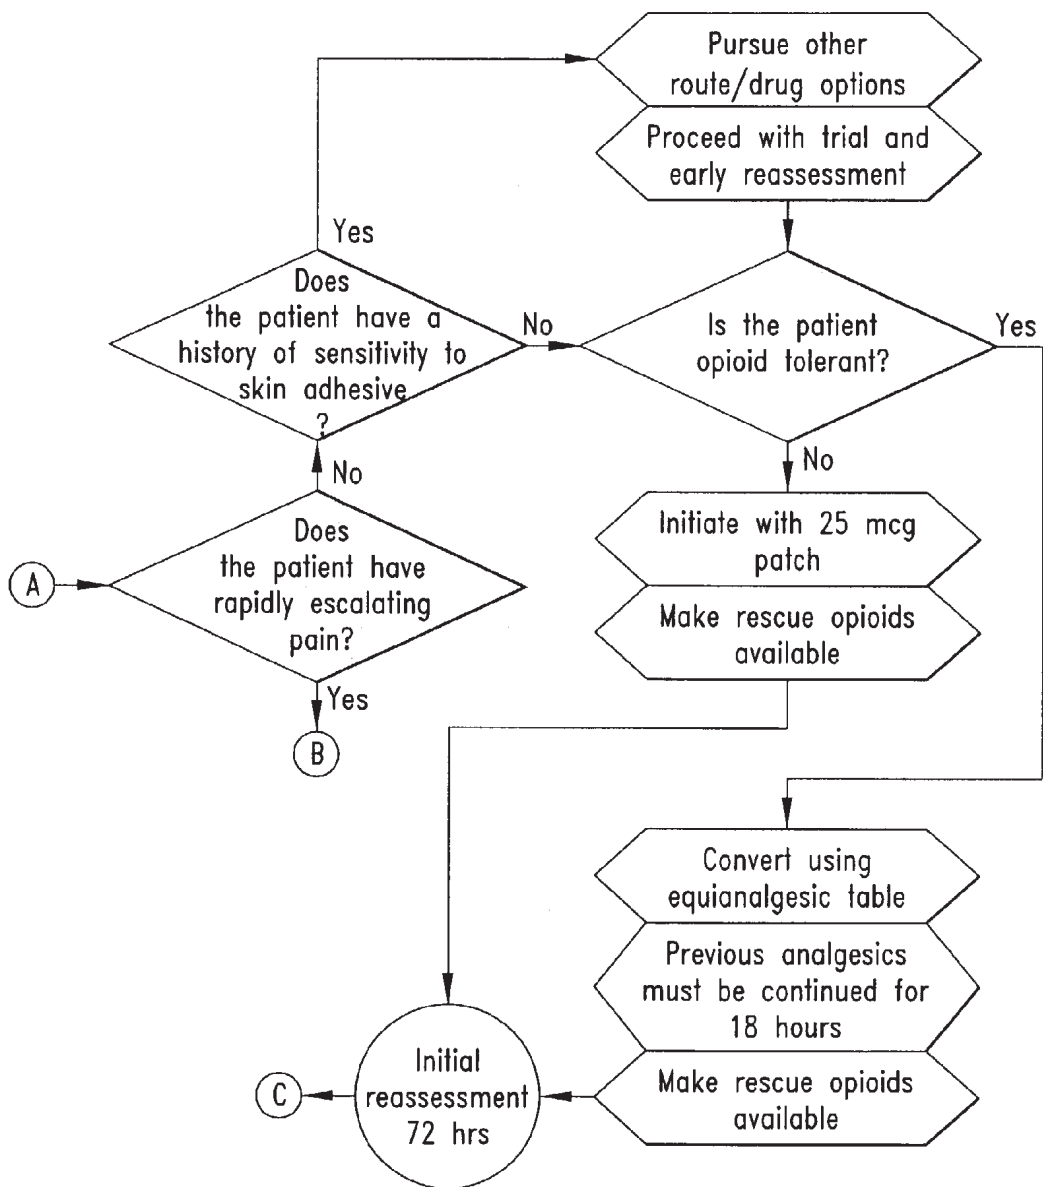 Pursue other
route/drug options
Proceed with trial and
early reassessment
Yes
Does
the patient have a
history of sensitivity to
skin adhesive
?
No
Is the patient
opioid tolerant?
Yes
No
No
Initiate with 25 mcg
patch
Make rescue opioids
available
A
Does
the patient have
rapidly escalating
pain?
Yes
B
Convert using
equianalgesic table
Previous analgesics
must be continued for
18 hours
Make rescue opioids
available
Initial
reassessment
72 hrs
C